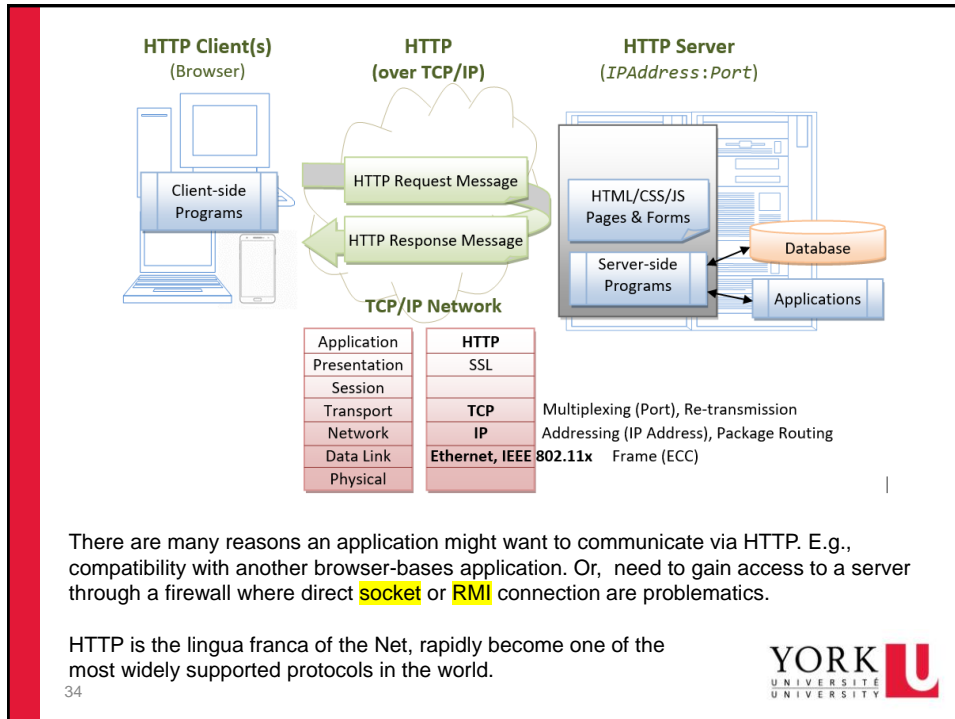 HTTP Client(s)
(Browser)
HTTP
(over TCP/IP)
HTTP Server
(IPAddress:Port)
Client-side
Programs
HTTP Request Message
HTTP Response Message
HTML/CSS/JS
Pages & Forms
Server-side
Programs
Database
Applications
TCP/IP Network
Application HTTP
Presentation SSL
Session
Transport TCP Multiplexing (Port), Re-transmission
Network IP Addressing (IP Address), Package Routing
Data Link Ethernet, IEEE 802.11x Frame (ECC)
Physical
There are many reasons an application might want to communicate via HTTP. E.g.,
compatibility with another browser-bases application. Or, need to gain access to a server
through a firewall where direct socket or RMI connection are problematics.
HTTP is the lingua franca of the Net, rapidly become one of the
most widely supported protocols in the world.
34
YORK U
UNIVERSITÉ
UNIVERSITY